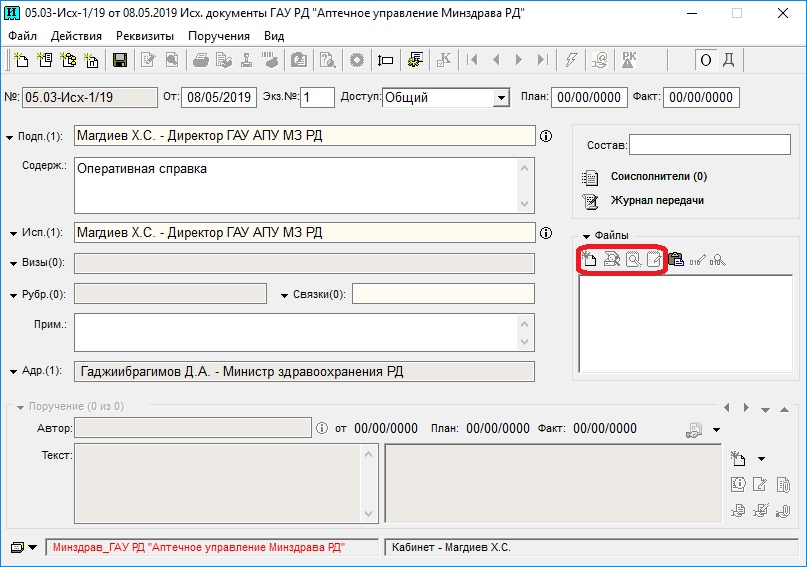 05.03-Исх-1/19 от 08.05.2019 Исх. документы ГАУ РД "Аптечное управление Минздрава РД"
Файл Действия Реквизиты Поручения Вид
РК О Д
№: 05.03-Исх-1/19 От: 08/05/2019 Экз.№: 1 Доступ: Общий План: 00/00/0000 Факт: 00/00/0000
Подп.(1): Магдиев Х.С. - Директор ГАУ АПУ МЗ РД
Состав:
Содерж.: Оперативная справка
Соисполнители (0)
Журнал передачи
Исп.(1): Магдиев Х.С. - Директор ГАУ АПУ МЗ РД
Файлы
Визы(0):
Рубр.(0): Связки(0):
Прим.:
Адр.(1): Гаджиибрагимов Д.А. - Министр здравоохранения РД
Поручение (0 из 0)
Автор: от 00/00/0000 План: 00/00/0000 Факт: 00/00/0000
Текст:
Минздрав_ГАУ РД "Аптечное управление Минздрава РД" Кабинет - Магдиев Х.С.